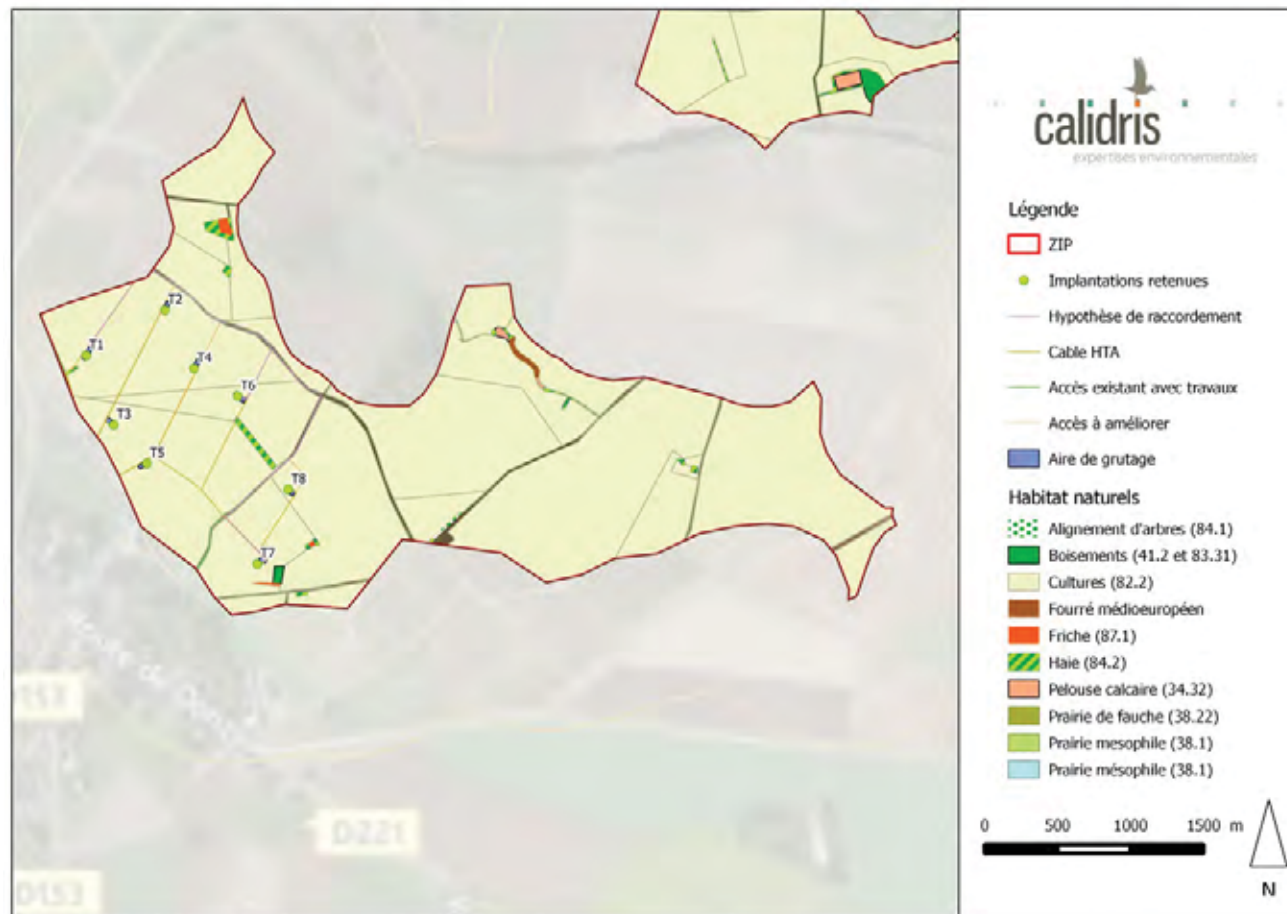 T2
T1
T4
T6
T3
T5
T8
T7
D153
D221
D153
calidris
expertises environnementales
Légende
ZIP
Implantations retenues
Hypothèse de raccordement
Cable HTA
Accès existant avec travaux
Accès à améliorer
Aire de grutage
Habitat naturels
Alignement d'arbres (84.1)
Boisements (41.2 et 83.31)
Cultures (82.2)
Fourré médioeuropéen
Friche (87.1)
Haie (84.2)
Pelouse calcaire (34.32)
Prairie de fauche (38.22)
Prairie mesophile (38.1)
Prairie mésophile (38.1)
0 500 1000 1500 m
N